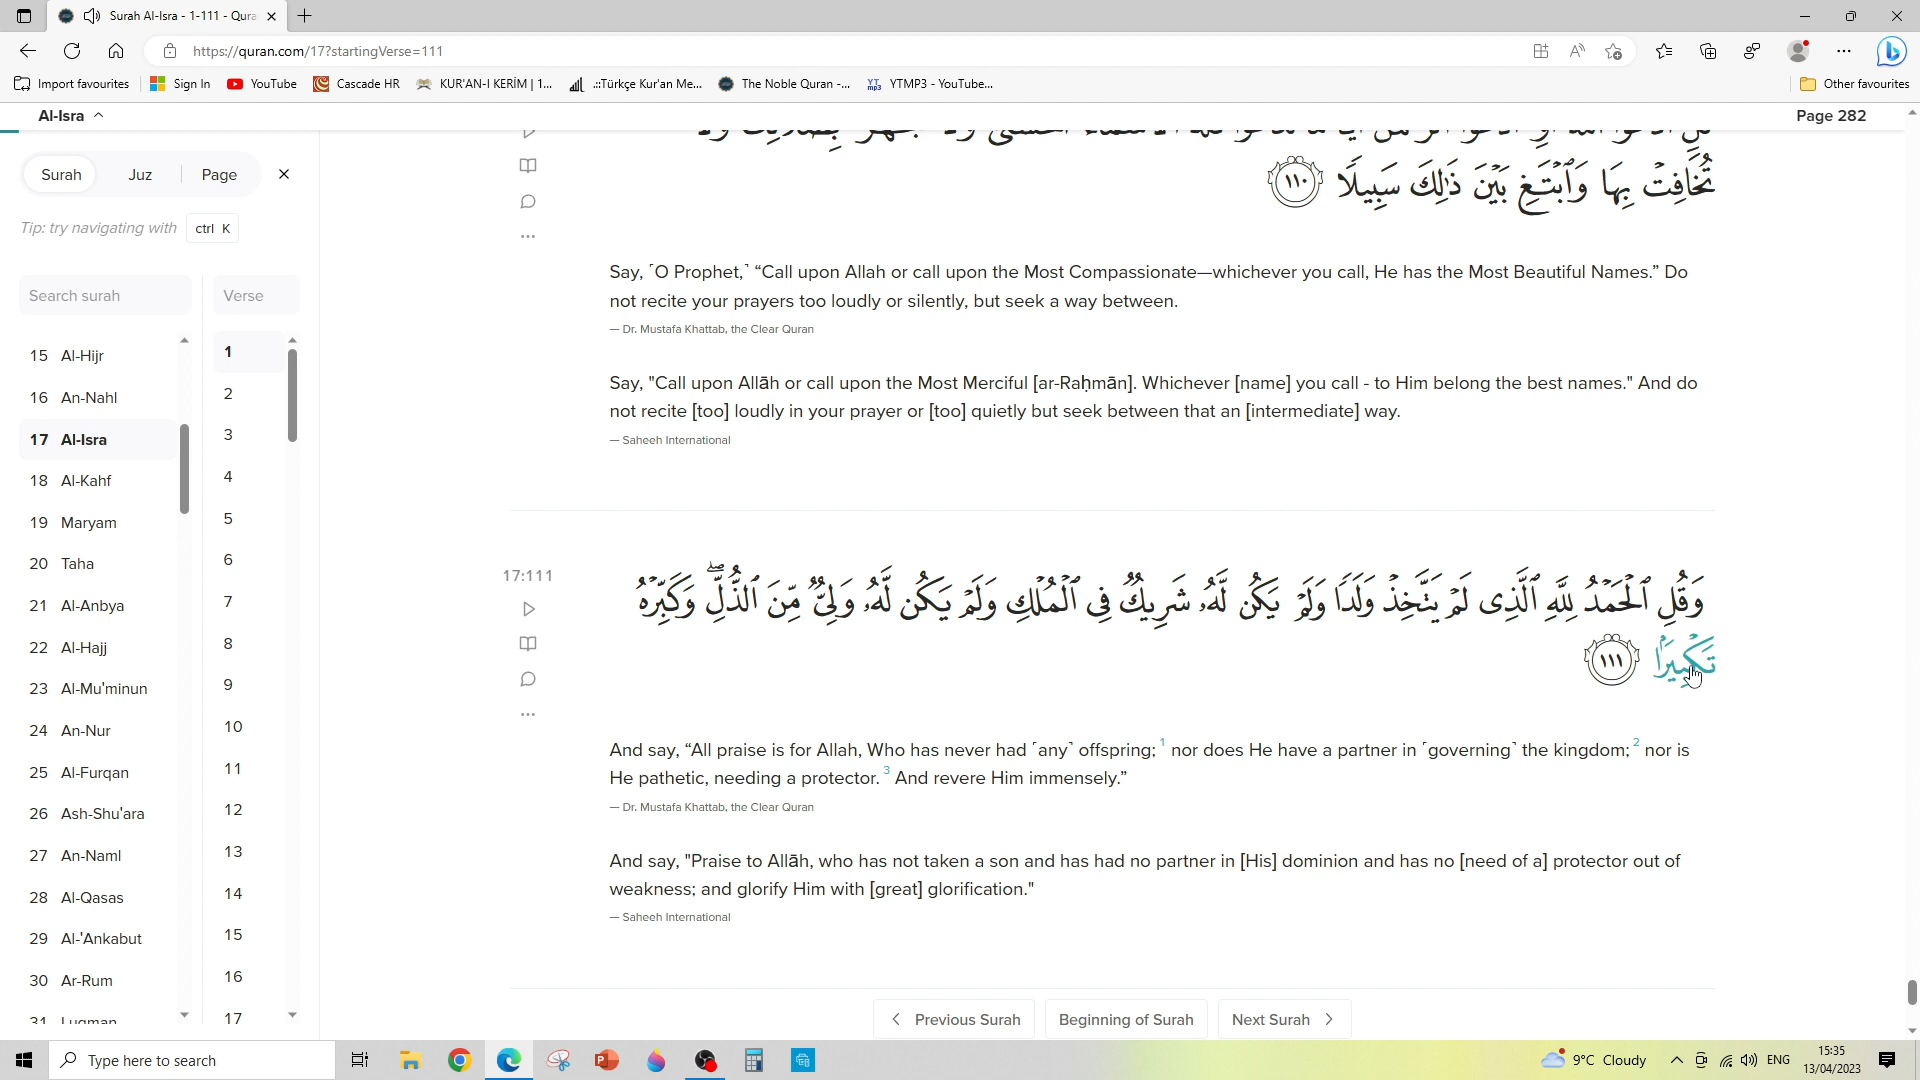 Surah Al-Isra - 1-111 - Qura
https://quran.com/17?startingVerse=111
Import favourites
Sign In
YouTube
Cascade HR
KUR'AN-I KERİM | 1...
.::Türkçe Kur'an Me...
The Noble Quran -...
YT mp3 YTMP3 - YouTube...
Other favourites
Al-Isra
Page 282
Surah
Juz
Page
Tip: try navigating with ctrl K
Search surah
Verse
15 Al-Hijr
16 An-Nahl
17 Al-Isra
18 Al-Kahf
19 Maryam
20 Taha
21 Al-Anbya
22 Al-Hajj
23 Al-Mu'minun
24 An-Nur
25 Al-Furqan
26 Ash-Shu'ara
27 An-Naml
28 Al-Qasas
29 Al-'Ankabut
30 Ar-Rum
31 Luqman
1
2
3
4
5
6
7
8
9
10
11
12
13
14
15
16
17
تُخَافِتْ بِهَا وَٱبْتَغِ بَيْنَ ذَٰلِكَ سَبِيلًا ١١٠
Say, ˹O Prophet,˺ “Call upon Allah or call upon the Most Compassionate—whichever you call, He has the Most Beautiful Names.” Do
not recite your prayers too loudly or silently, but seek a way between.
— Dr. Mustafa Khattab, the Clear Quran
Say, "Call upon Allāh or call upon the Most Merciful [ar-Raḥmān]. Whichever [name] you call - to Him belong the best names." And do
not recite [too] loudly in your prayer or [too] quietly but seek between that an [intermediate] way.
— Saheeh International
17:111
وَقُلِ ٱلْحَمْدُ لِلَّهِ ٱلَّذِى لَمْ يَتَّخِذْ وَلَدًا وَلَمْ يَكُن لَّهُۥ شَرِيكٌ فِى ٱلْمُلْكِ وَلَمْ يَكُن لَّهُۥ وَلِىٌّ مِّنَ ٱلذُّلِّ ۖ وَكَبِّرْهُ
تَكْبِيرًۢا ١١١
And say, “All praise is for Allah, Who has never had ˹any˺ offspring; 1 nor does He have a partner in ˹governing˺ the kingdom; 2 nor is
He pathetic, needing a protector. 3 And revere Him immensely.”
— Dr. Mustafa Khattab, the Clear Quran
And say, "Praise to Allāh, who has not taken a son and has had no partner in [His] dominion and has no [need of a] protector out of
weakness; and glorify Him with [great] glorification."
— Saheeh International
Previous Surah
Beginning of Surah
Next Surah
Type here to search
9°C Cloudy
ENG
15:35
13/04/2023